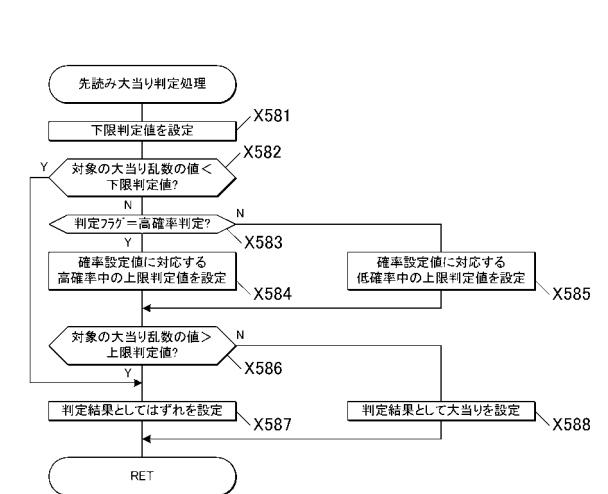 先読み大当り判定処理
X581
下限判定値を設定
X582
Y
対象の大当り乱数の値<
下限判定値?
N
判定フラグ=高確率判定?
N
X583
Y
確率設定値に対応する
高確率中の上限判定値を設定
X584
確率設定値に対応する
低確率中の上限判定値を設定
X585
対象の大当り乱数の値>
上限判定値?
N
X586
Y
判定結果としてはずれを設定
X587
判定結果として大当りを設定
X588
RET